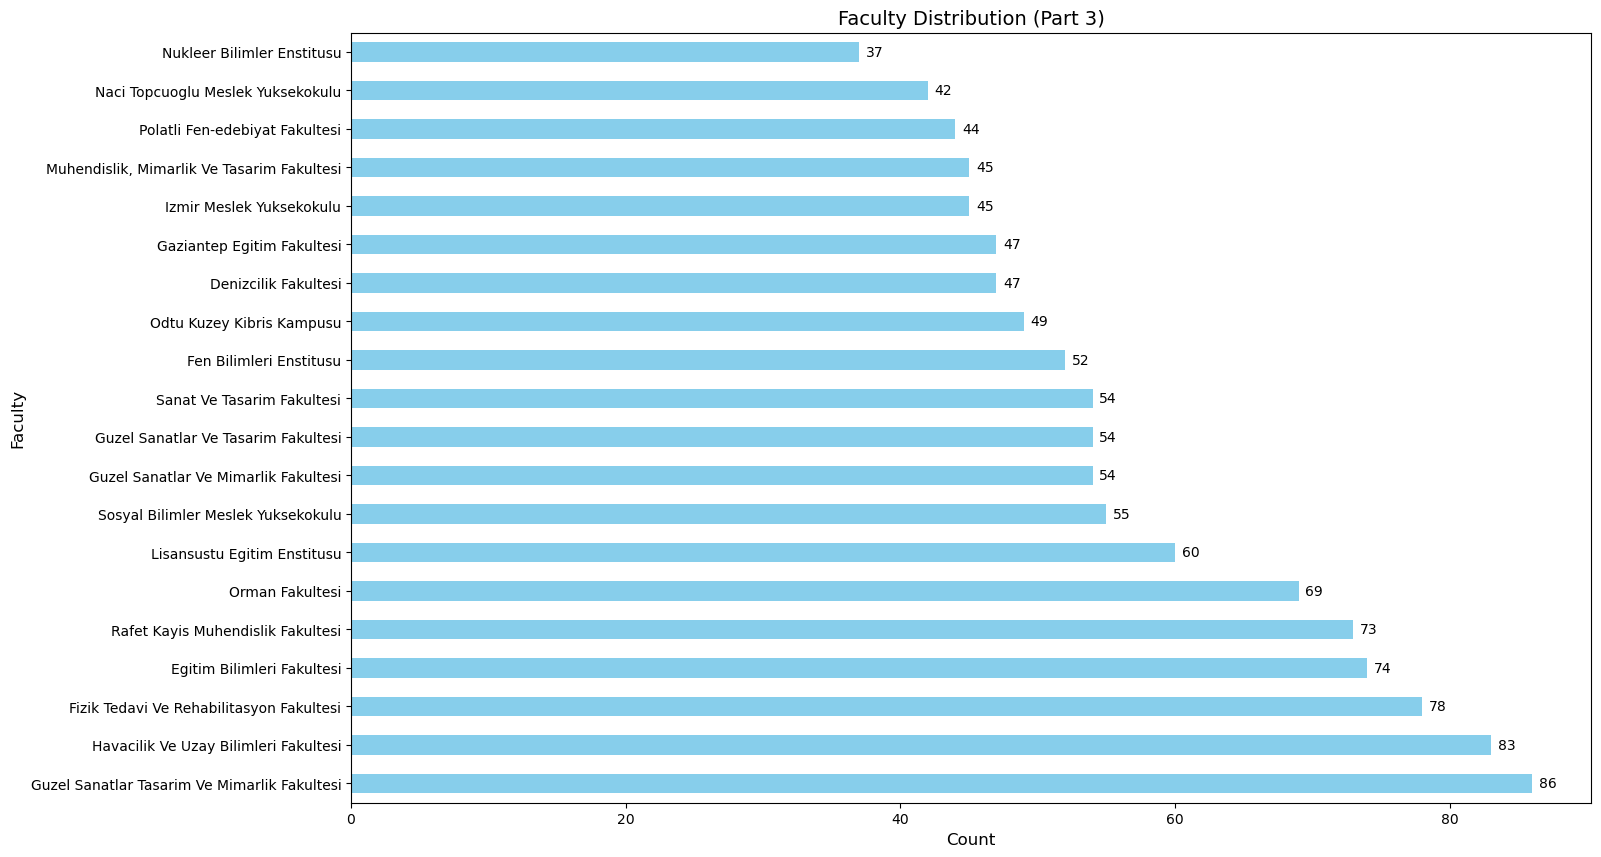 Faculty Distribution (Part 3)
Nukleer Bilimler Enstitusu 37
Naci Topcuoglu Meslek Yuksekokulu 42
Polatli Fen-edebiyat Fakultesi 44
Muhendislik, Mimarlik Ve Tasarim Fakultesi 45
Izmir Meslek Yuksekokulu 45
Gaziantep Egitim Fakultesi 47
Denizcilik Fakultesi 47
Odtu Kuzey Kibris Kampusu 49
Fen Bilimleri Enstitusu 52
Sanat Ve Tasarim Fakultesi 54
Guzel Sanatlar Ve Tasarim Fakultesi 54
Guzel Sanatlar Ve Mimarlik Fakultesi 54
Sosyal Bilimler Meslek Yuksekokulu 55
Lisansustu Egitim Enstitusu 60
Orman Fakultesi 69
Rafet Kayis Muhendislik Fakultesi 73
Egitim Bilimleri Fakultesi 74
Fizik Tedavi Ve Rehabilitasyon Fakultesi 78
Havacilik Ve Uzay Bilimleri Fakultesi 83
Guzel Sanatlar Tasarim Ve Mimarlik Fakultesi 86
Faculty
0 20 40 60 80
Count